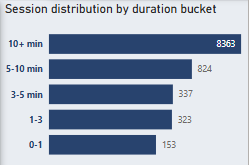 Session distribution by duration bucket
10+ min 8363
5-10 min 824
3-5 min 337
1-3 323
0-1 153